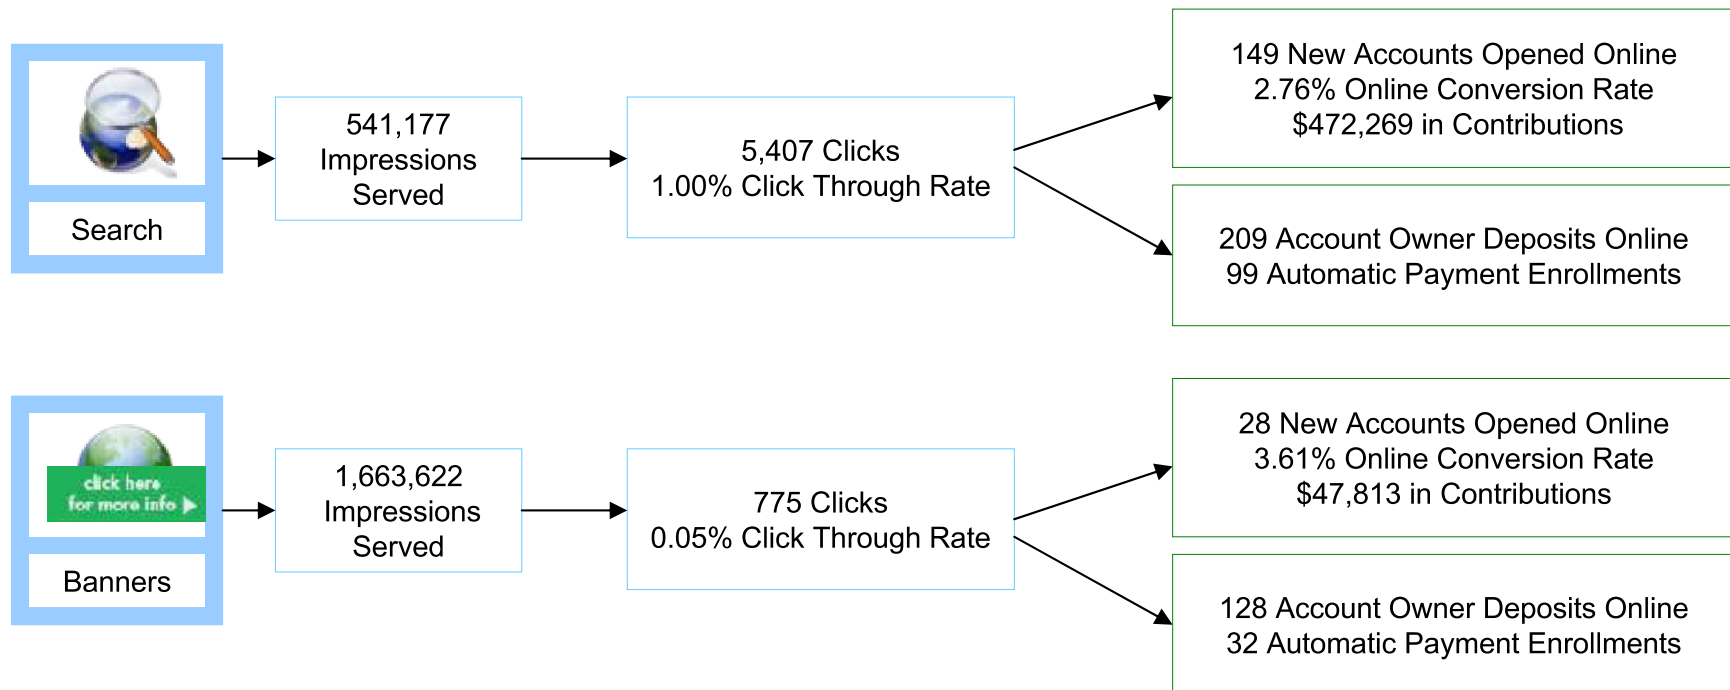 Search
541,177
Impressions
Served
5,407 Clicks
1.00% Click Through Rate
149 New Accounts Opened Online
2.76% Online Conversion Rate
$472,269 in Contributions
209 Account Owner Deposits Online
99 Automatic Payment Enrollments
click here
for more info
Banners
1,663,622
Impressions
Served
775 Clicks
0.05% Click Through Rate
28 New Accounts Opened Online
3.61% Online Conversion Rate
$47,813 in Contributions
128 Account Owner Deposits Online
32 Automatic Payment Enrollments